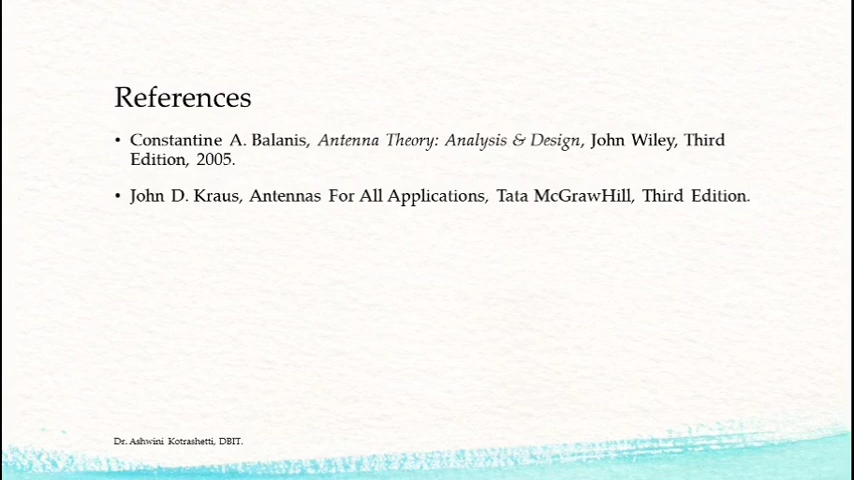 References
• Constantine A. Balanis, Antenna Theory: Analysis & Design, John Wiley, Third
Edition, 2005.
• John D. Kraus, Antennas For All Applications, Tata McGrawHill, Third Edition.
Dr. Ashwini Kotrashetti, DBIT.